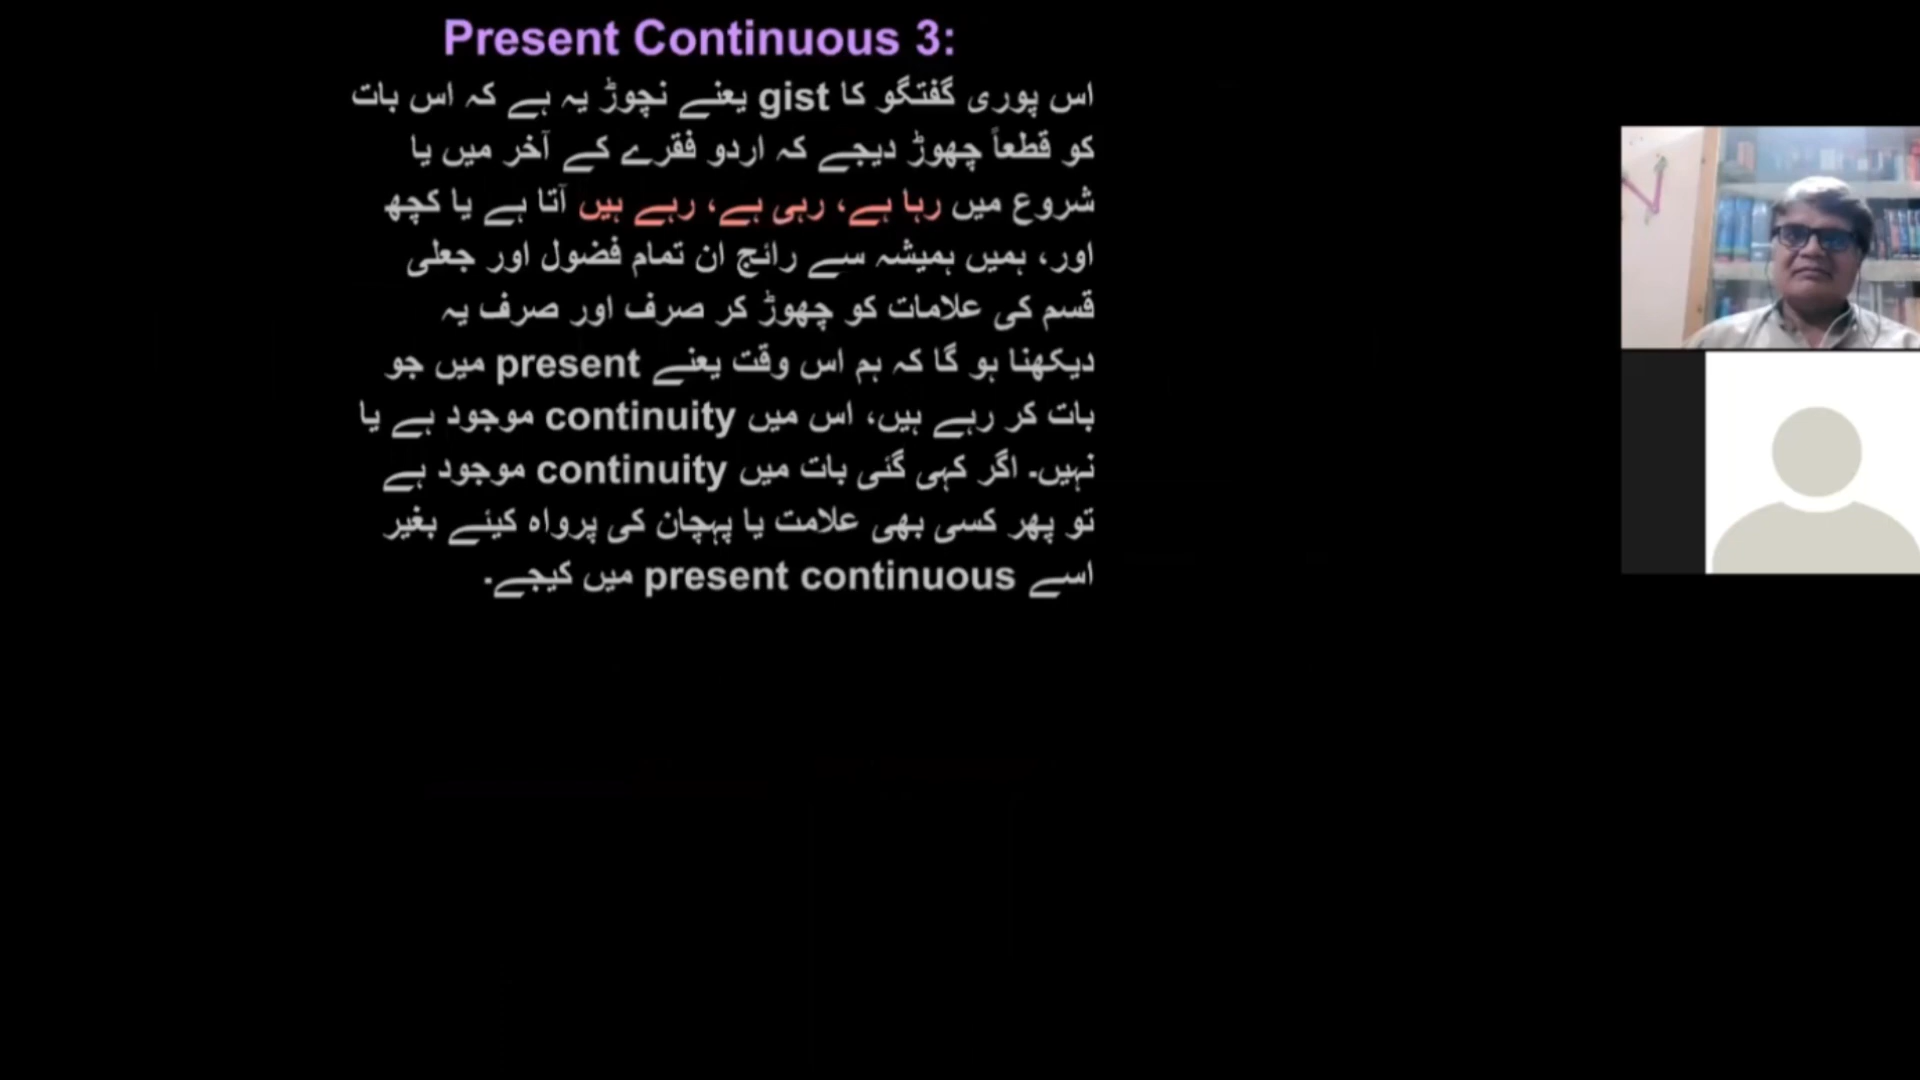 Present Continuous 3:
اس پوری گفتگو کا gist یعنے نچوڑ یہ ہے کہ اس بات
کو قطعاً چھوڑ دیجے کہ اردو فقرے کے آخر میں یا
شروع میں رہا ہے، رہی ہے، رہے ہیں آتا ہے یا کچھ
اور، ہمیں ہمیشہ سے رائج ان تمام فضول اور جعلی
قسم کی علامات کو چھوڑ کر صرف اور صرف یہ
دیکھنا ہو گا کہ ہم اس وقت یعنے present میں جو
بات کر رہے ہیں، اس میں continuity موجود ہے یا
نہیں۔ اگر کہی گئی بات میں continuity موجود ہے
تو پھر کسی بھی علامت یا پہچان کی پرواہ کیئے بغیر
اسے present continuous میں کیجے۔